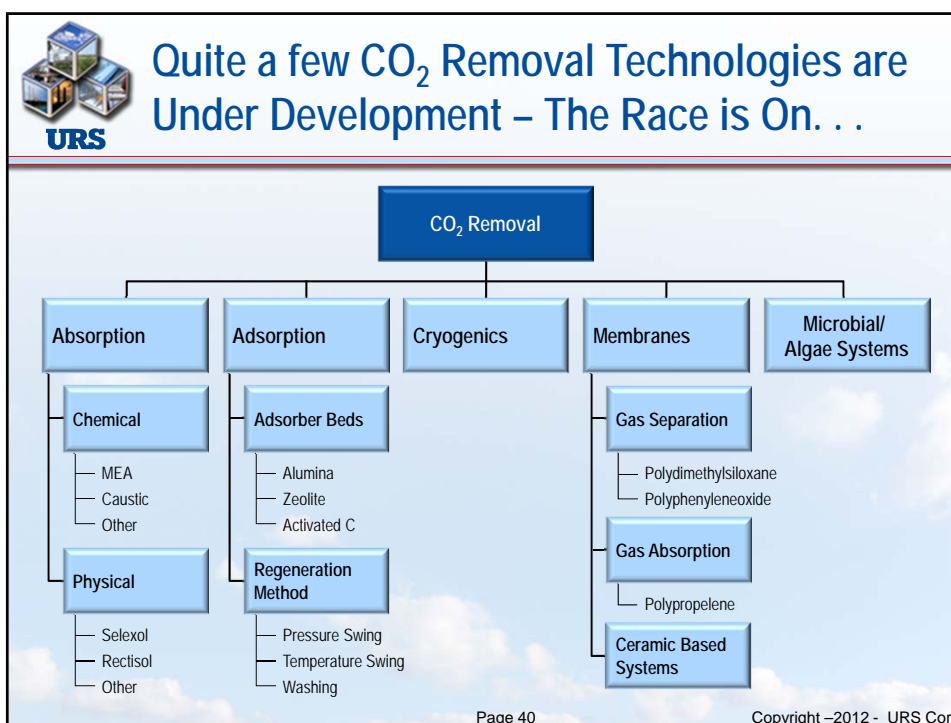 Quite a few CO₂ Removal Technologies are
Under Development – The Race is On. . .
URS
CO₂ Removal
Absorption
Chemical
MEA
Caustic
Other
Physical
Selexol
Rectisol
Other
Adsorption
Adsorber Beds
Alumina
Zeolite
Activated C
Regeneration
Method
Pressure Swing
Temperature Swing
Washing
Cryogenics
Membranes
Gas Separation
Polydimethylsiloxane
Polyphenyleneoxide
Gas Absorption
Polypropelene
Ceramic Based
Systems
Microbial/
Algae Systems
Page 40
Copyright –2012 - URS Cor